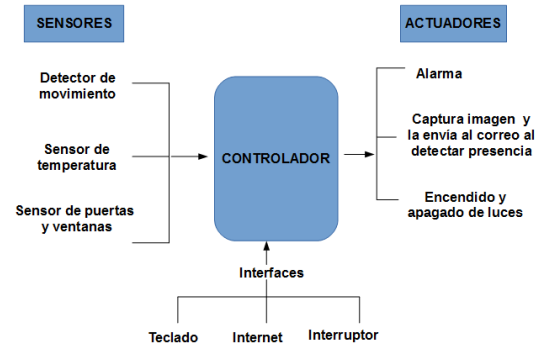 SENSORES
Detector de
movimiento
Sensor de
temperatura
Sensor de puertas
y ventanas
CONTROLADOR
ACTUADORES
Alarma
Captura imagen y
la envia al correo al
detectar presencia
Encendido y
apagado de luces
Interfaces
Teclado
Internet
Interruptor